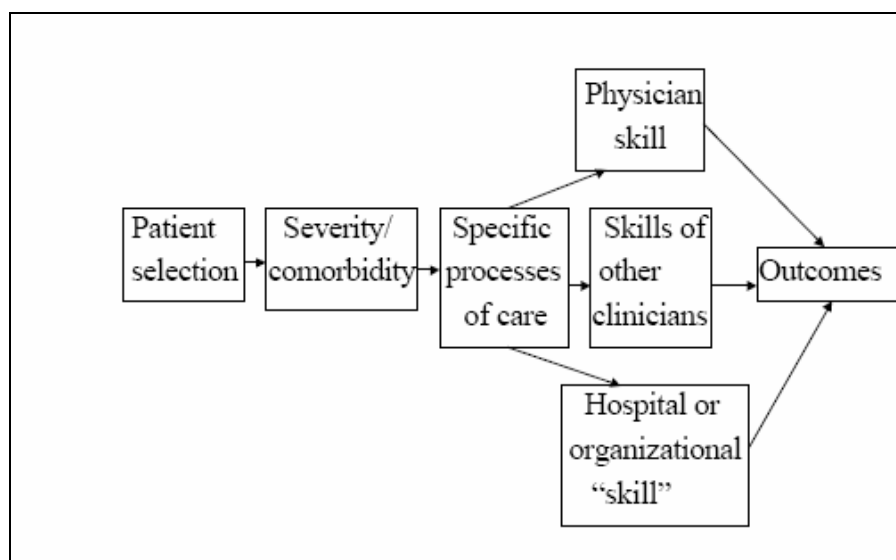 Patient
selection
Severity/
comorbidity
Specific
processes
of care
Physician
skill
Skills of
other
clinicians
Hospital or
organizational
“skill”
Outcomes